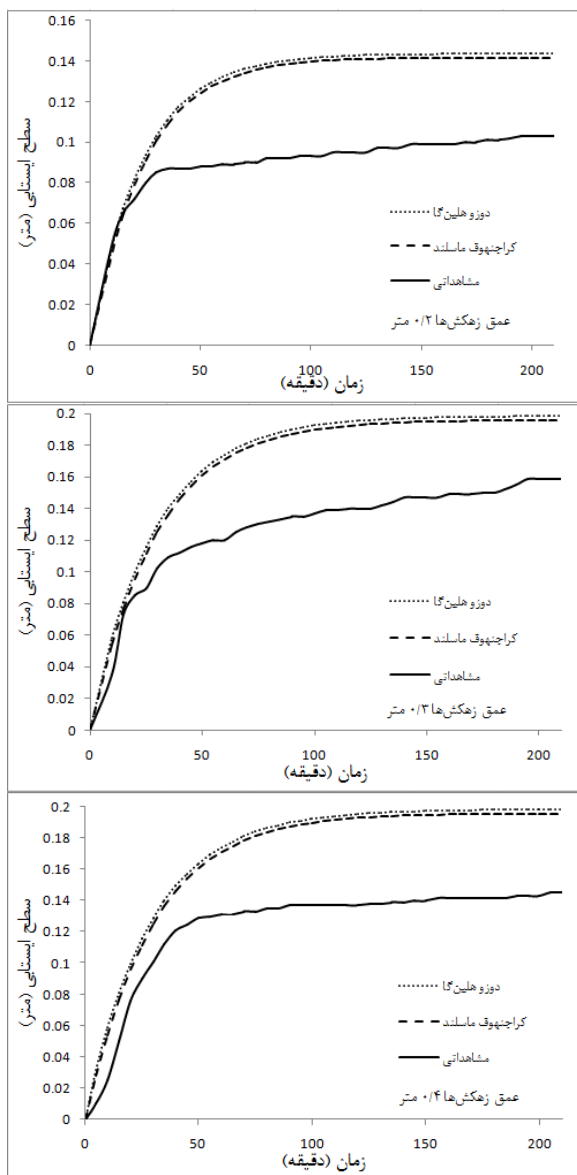 0.16
0.14
0.12
0.1
0.08
0.06
0.04
0.02
0
سطح ایستابی (متر)
دوزو هلین‌گا
کراجنهوف ماسلند
مشاهداتی
عمق زهکش‌ها ۰/۲ متر
0 50 100 150 200
زمان (دقیقه)
0.2
0.18
0.16
0.14
0.12
0.1
0.08
0.06
0.04
0.02
0
سطح ایستابی (متر)
دوزو هلین‌گا
کراجنهوف ماسلند
مشاهداتی
عمق زهکش‌ها ۰/۳ متر
0 50 100 150 200
زمان (دقیقه)
0.2
0.18
0.16
0.14
0.12
0.1
0.08
0.06
0.04
0.02
0
سطح ایستابی (متر)
دوزو هلین‌گا
کراجنهوف ماسلند
مشاهداتی
عمق زهکش‌ها ۰/۴ متر
0 50 100 150 200
زمان (دقیقه)